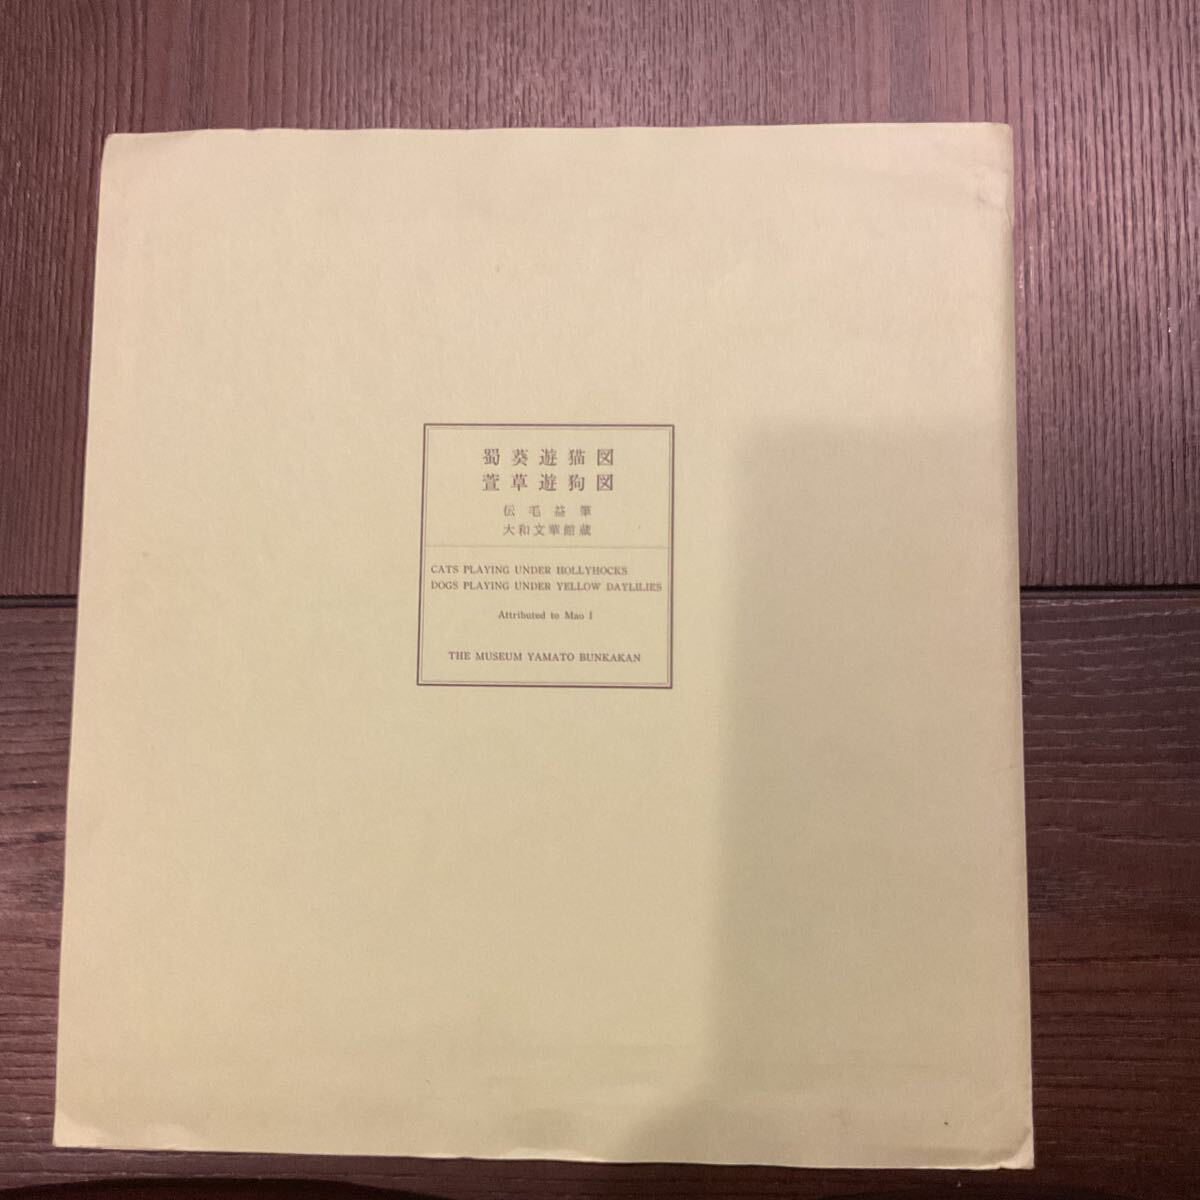 蜀葵遊猫図
萱草遊狗図
伝毛益筆
大和文華館蔵
CATS PLAYING UNDER HOLLYHOCKS
DOGS PLAYING UNDER YELLOW DAYLILIES
Attributed to Mao I
THE MUSEUM YAMATO BUNKAKAN